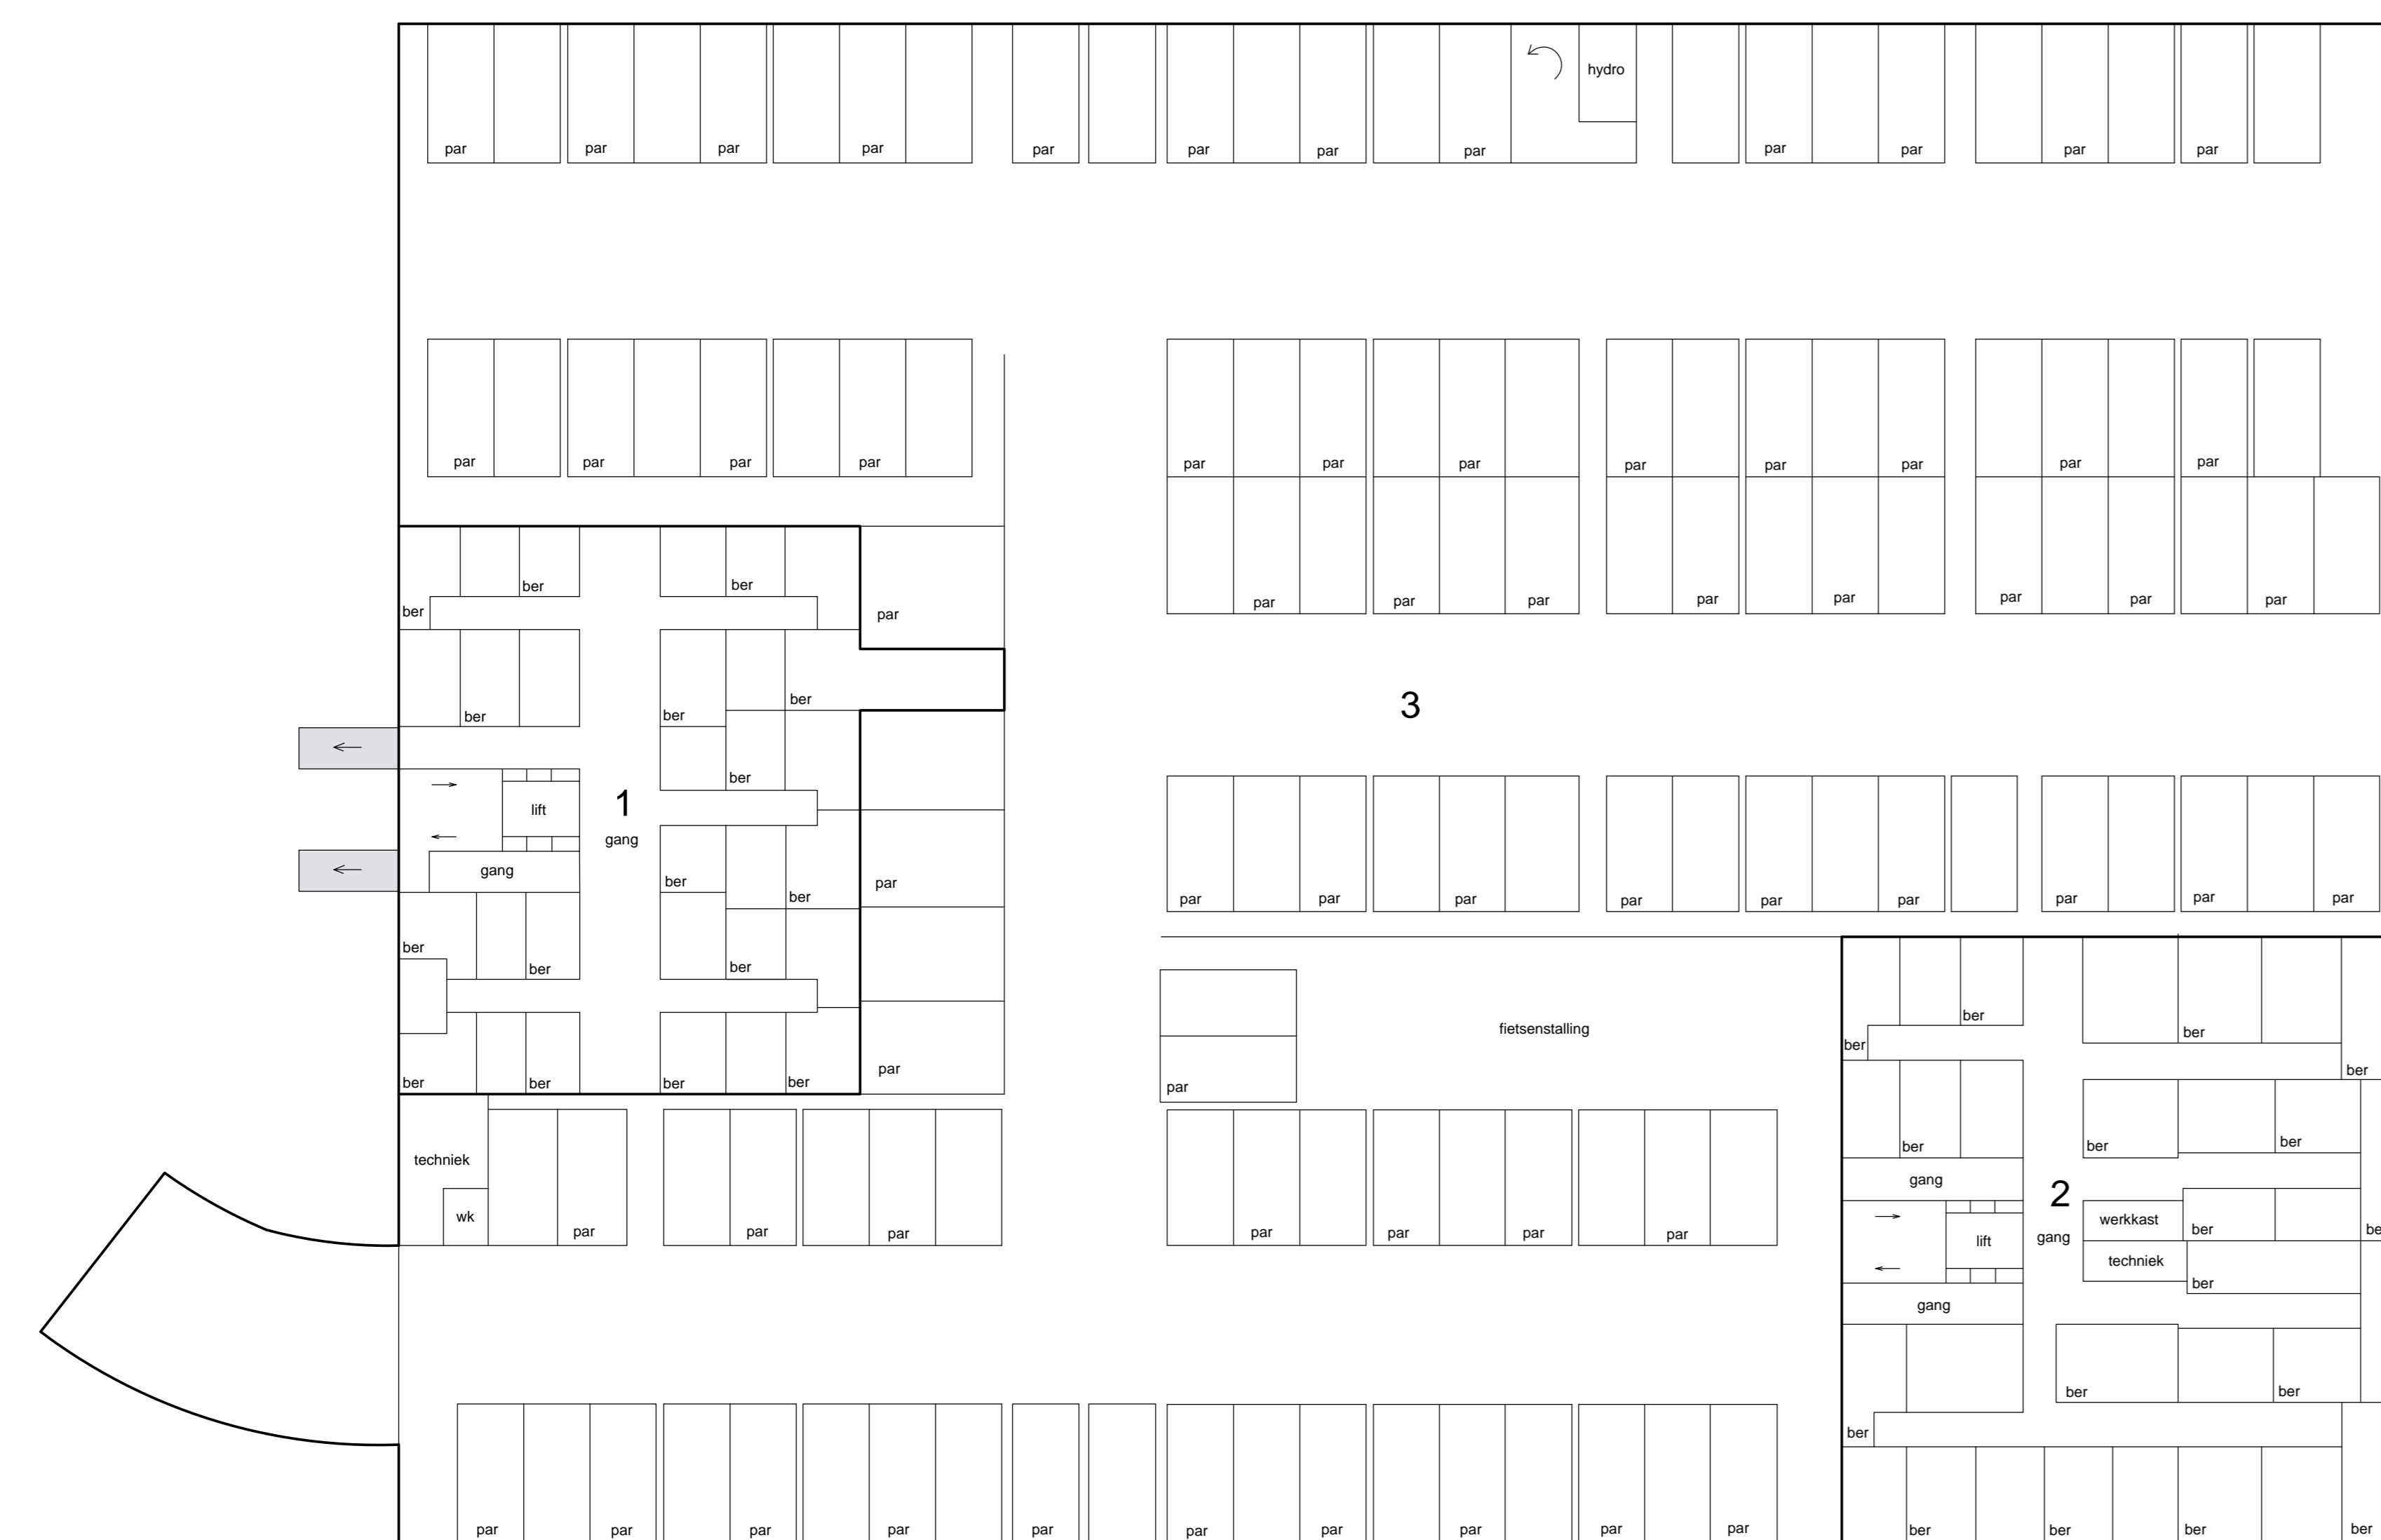 hydro
par par par par par par par par par par par par
par par par par par par par par par par par par
par par par par par par par par
ber ber ber ber par
ber ber ber
3
ber
1
lift
gang
gang
ber ber par
par par par par par par par par par par
ber ber ber
fietsenstalling
ber ber
ber
ber
par
par
ber ber ber ber
ber
techniek
wk
par par par
par par par par
ber ber ber
gang
2
werkkast
ber
lift
gang
techniek
ber
gang
ber ber
ber
par par par par par par par par par par
ber ber ber ber